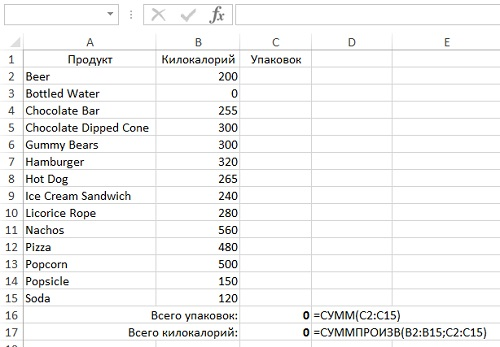 fx
A B C D E
1 Продукт Килокалорий Упаковок
2 Beer 200
3 Bottled Water 0
4 Chocolate Bar 255
5 Chocolate Dipped Cone 300
6 Gummy Bears 300
7 Hamburger 320
8 Hot Dog 265
9 Ice Cream Sandwich 240
10 Licorice Rope 280
11 Nachos 560
12 Pizza 480
13 Popcorn 500
14 Popsicle 150
15 Soda 120
16 Всего упаковок: 0 =СУММ(C2:C15)
17 Всего килокалорий: 0 =СУММПРОИЗВ(B2:B15;C2:C15)